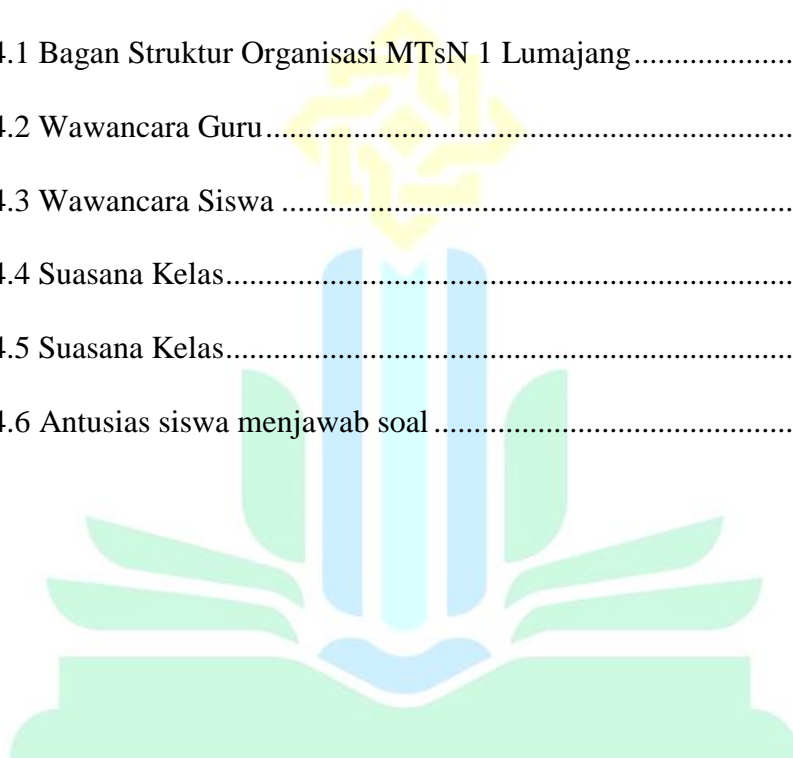 4.1 Bagan Struktur Organisasi MTsN 1 Lumajang....................
4.2 Wawancara Guru..................................................................
4.3 Wawancara Siswa ................................................................
4.4 Suasana Kelas.......................................................................
4.5 Suasana Kelas.......................................................................
4.6 Antusias siswa menjawab soal .............................................